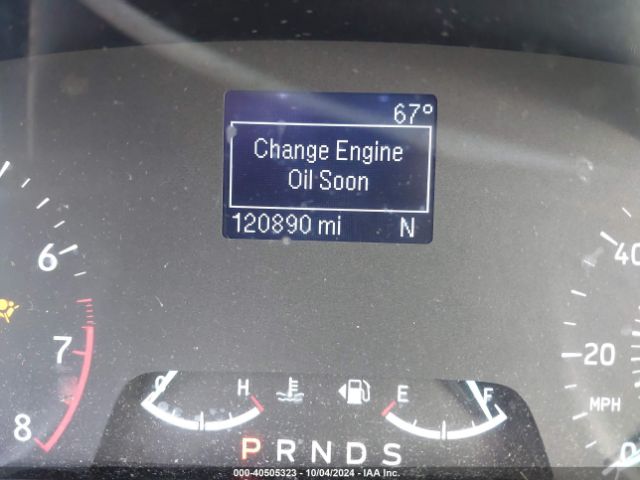 67°
Change Engine
Oil Soon
120890 mi N
6
7
8
40
20
MPH
0
H
E F
P R N D S
000-40505323 - 10/04/2024 - IAA Inc.